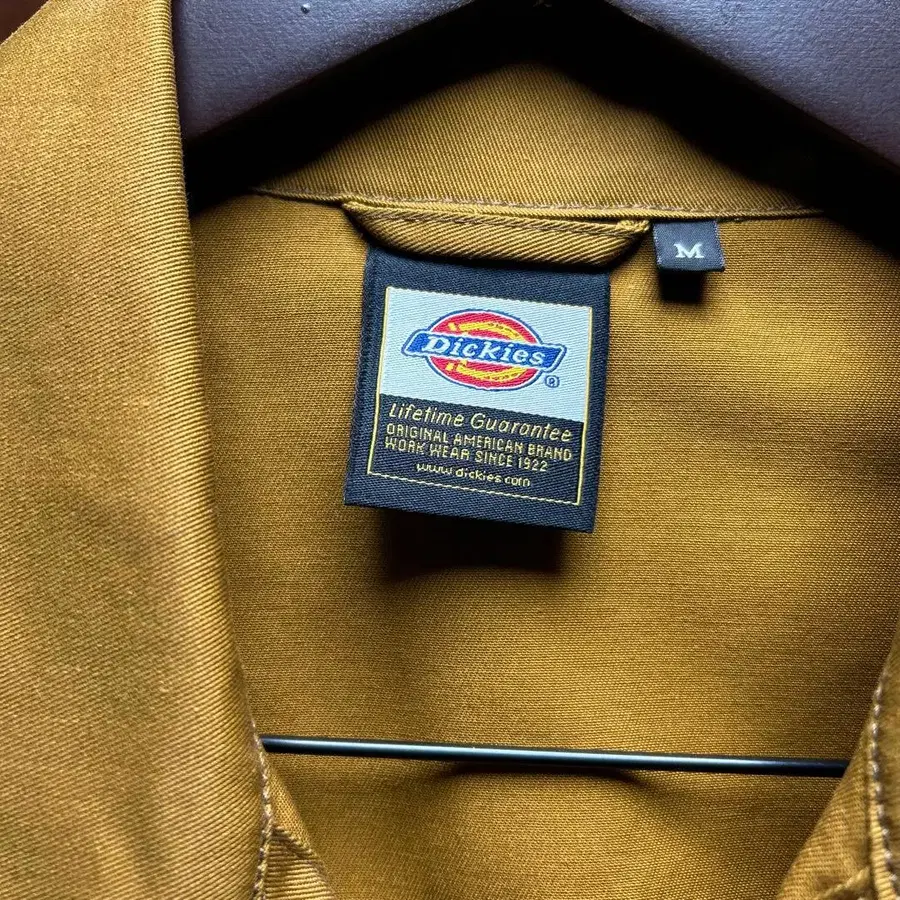 M
Dickies®
Lifetime Guarantee
ORIGINAL AMERICAN BRAND
WORK WEAR SINCE 1922
www.dickies.com